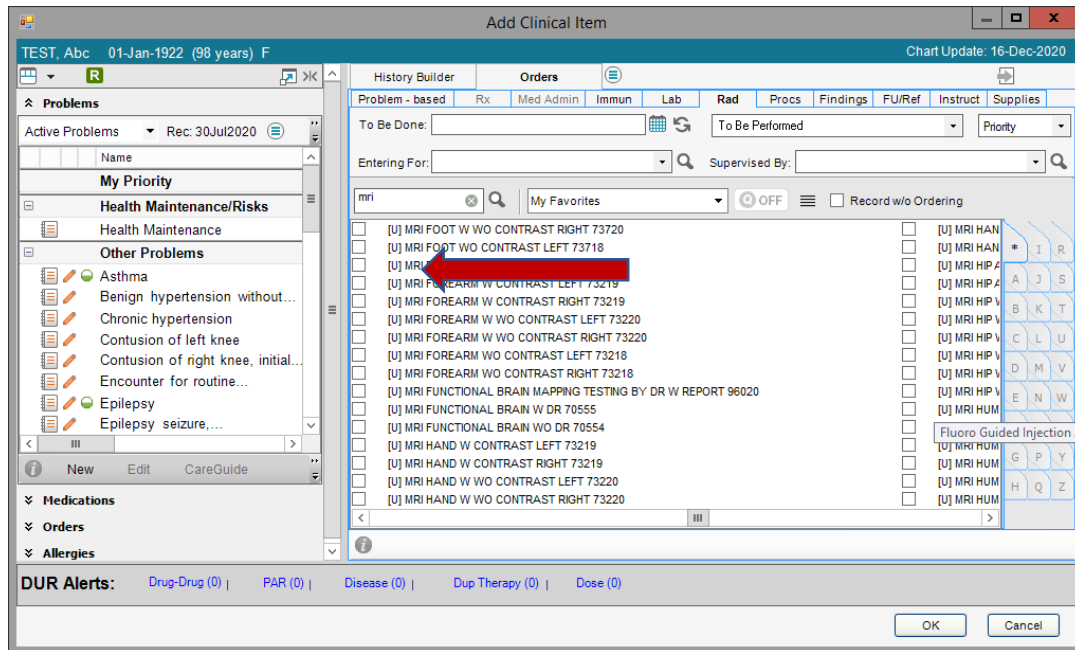 Add Clinical Item
TEST, Abc 01-Jan-1922 (98 years) F
Chart Update: 16-Dec-2020
R
Problems
Active Problems Rec: 30Jul2020
Name
My Priority
Health Maintenance/Risks
Health Maintenance
Other Problems
Asthma
Benign hypertension without...
Chronic hypertension
Contusion of left knee
Contusion of right knee, initial...
Encounter for routine...
Epilepsy
Epilepsy seizure,...
New Edit CareGuide
Medications
Orders
Allergies
History Builder Orders
Problem - based Rx Med Admin Immun Lab Rad Procs Findings FU/Ref Instruct Supplies
To Be Done: To Be Performed Priority
Entering For: Supervised By:
mri My Favorites OFF Record w/o Ordering
[U] MRI FOOT W WO CONTRAST RIGHT 73720
[U] MRI FOOT WO CONTRAST LEFT 73718
[U] MRI
[U] MRI FOREARM W CONTRAST LEFT 73219
[U] MRI FOREARM W CONTRAST RIGHT 73219
[U] MRI FOREARM W WO CONTRAST LEFT 73220
[U] MRI FOREARM W WO CONTRAST RIGHT 73220
[U] MRI FOREARM WO CONTRAST LEFT 73218
[U] MRI FOREARM WO CONTRAST RIGHT 73218
[U] MRI FUNCTIONAL BRAIN MAPPING TESTING BY DR W REPORT 96020
[U] MRI FUNCTIONAL BRAIN W DR 70555
[U] MRI FUNCTIONAL BRAIN WO DR 70554
[U] MRI HAND W CONTRAST LEFT 73219
[U] MRI HAND W CONTRAST RIGHT 73219
[U] MRI HAND W WO CONTRAST LEFT 73220
[U] MRI HAND W WO CONTRAST RIGHT 73220
[U] MRI HAN
[U] MRI HAN
[U] MRI HIP
[U] MRI HIP
[U] MRI HIP
[U] MRI HIP
[U] MRI HIP
[U] MRI HIP
[U] MRI HIP
[U] MRI HIP
[U] MRI HUM
Fluoro Guided Injection
[U] MRI HUM
[U] MRI HUM
[U] MRI HUM
[U] MRI HUM
* I R
A J S
B K T
C L U
D M V
E N W
G P Y
H Q Z
DUR Alerts: Drug-Drug (0) | PAR (0) | Disease (0) | Dup Therapy (0) | Dose (0)
OK Cancel